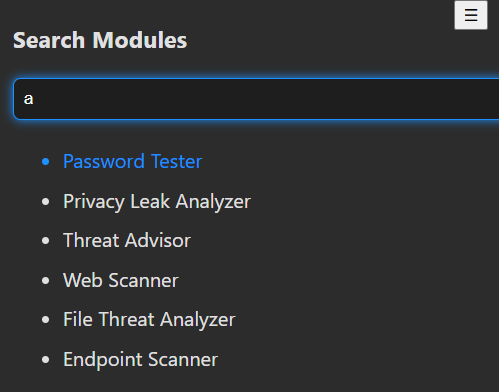 ☰
Search Modules
a
Password Tester
Privacy Leak Analyzer
Threat Advisor
Web Scanner
File Threat Analyzer
Endpoint Scanner